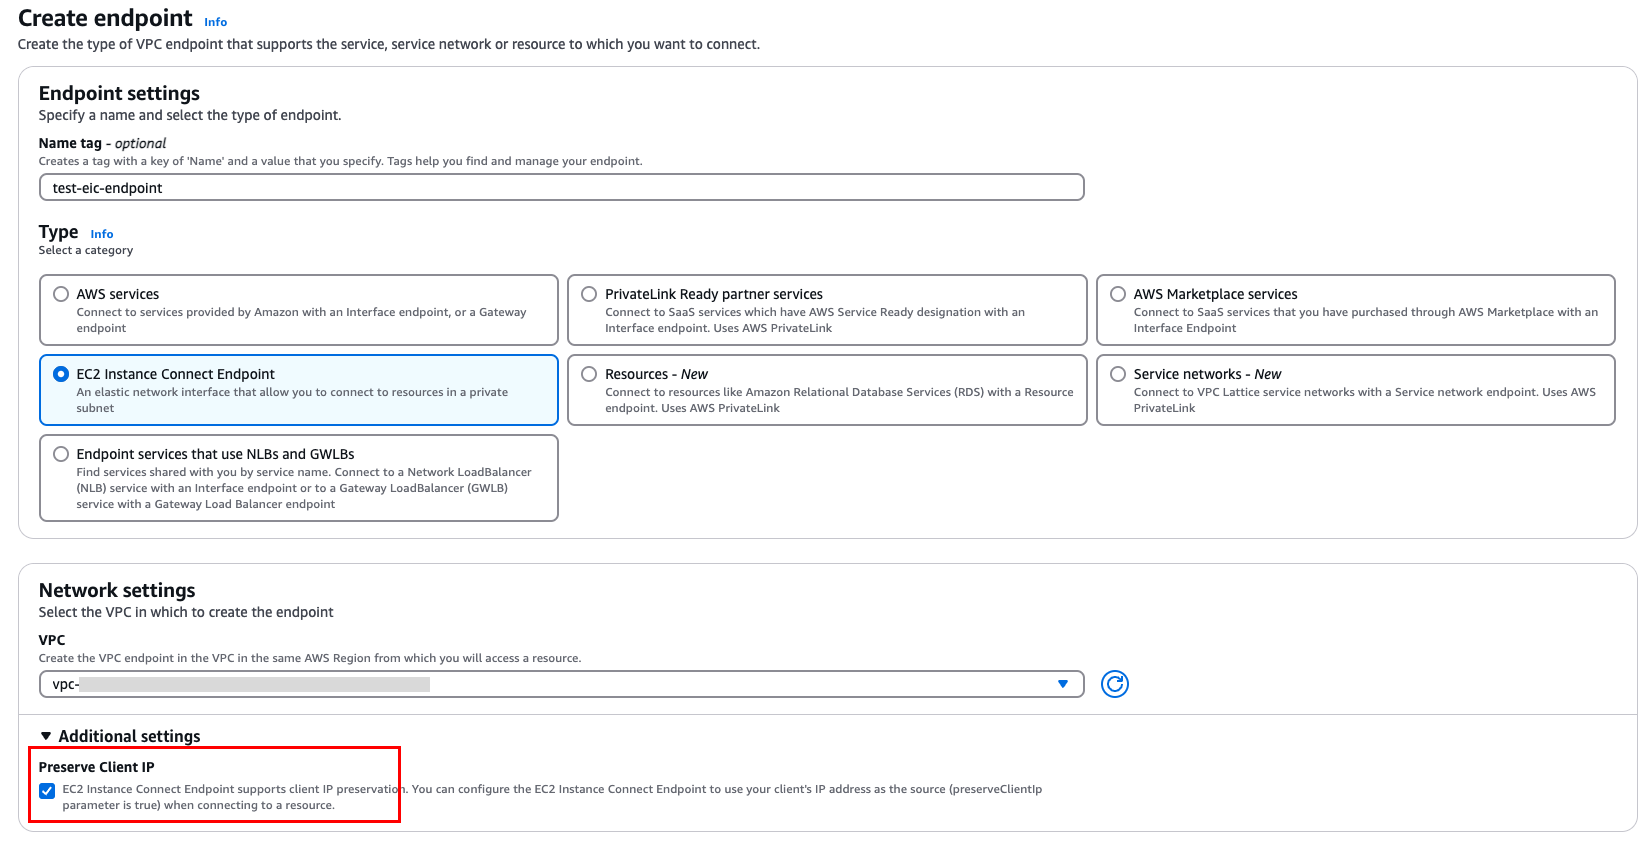 Create endpoint Info
Create the type of VPC endpoint that supports the service, service network or resource to which you want to connect.
Endpoint settings
Specify a name and select the type of endpoint.
Name tag - optional
Creates a tag with a key of 'Name' and a value that you specify. Tags help you find and manage your endpoint.
test-eic-endpoint
Type Info
Select a category
AWS services
Connect to services provided by Amazon with an Interface endpoint, or a Gateway
endpoint
PrivateLink Ready partner services
Connect to SaaS services which have AWS Service Ready designation with an
Interface endpoint. Uses AWS PrivateLink
AWS Marketplace services
Connect to SaaS services that you have purchased through AWS Marketplace with an
Interface Endpoint
EC2 Instance Connect Endpoint
An elastic network interface that allow you to connect to resources in a private
subnet
Resources - New
Connect to resources like Amazon Relational Database Services (RDS) with a Resource
endpoint. Uses AWS PrivateLink
Service networks - New
Connect to VPC Lattice service networks with a Service network endpoint. Uses AWS
PrivateLink
Endpoint services that use NLBs and GWLBs
Find services shared with you by service name. Connect to a Network LoadBalancer
(NLB) service with an Interface endpoint or to a Gateway LoadBalancer (GWLB)
service with a Gateway Load Balancer endpoint
Network settings
Select the VPC in which to create the endpoint
VPC
Create the VPC endpoint in the VPC in the same AWS Region from which you will access a resource.
vpc-
Additional settings
Preserve Client IP
EC2 Instance Connect Endpoint supports client IP preservation. You can configure the EC2 Instance Connect Endpoint to use your client's IP address as the source (preserveClientIp
parameter is true) when connecting to a resource.